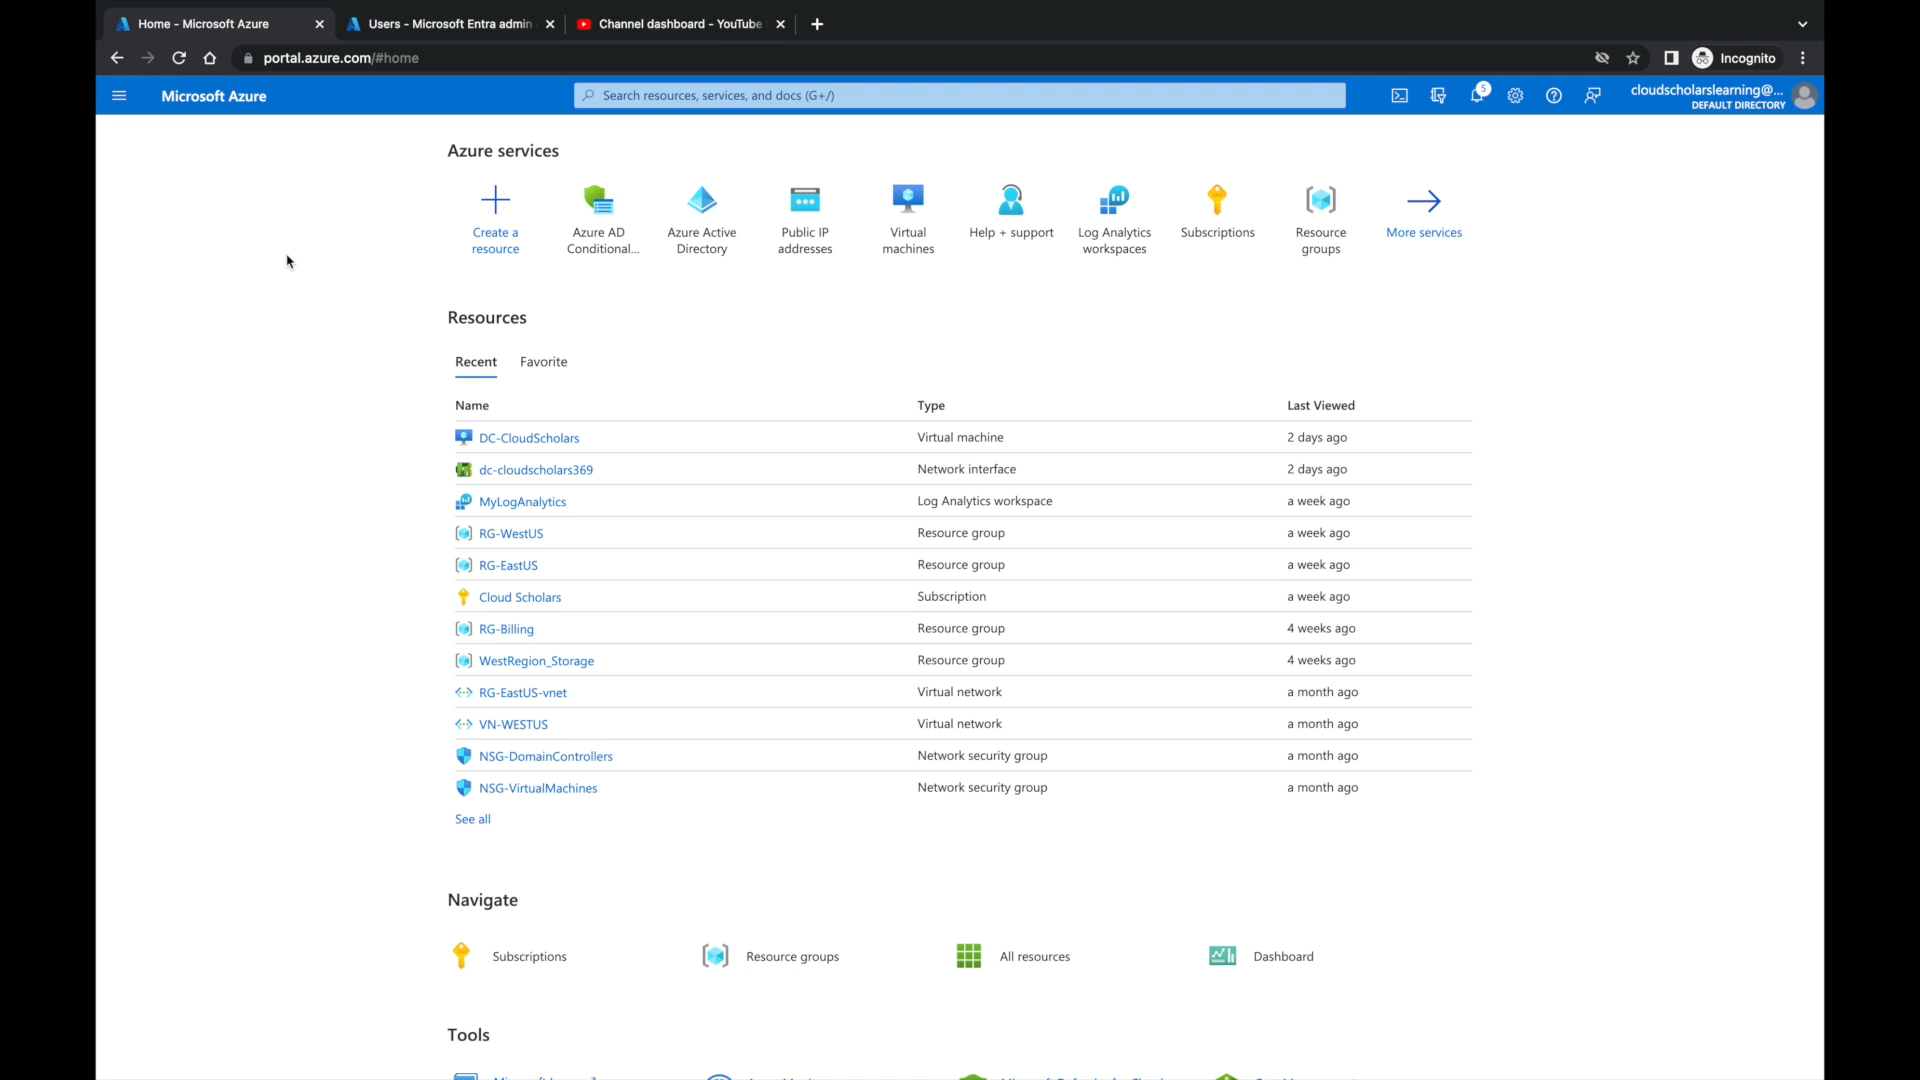 Home - Microsoft Azure
Users - Microsoft Entra admin
Channel dashboard - YouTube
portal.azure.com/#home
Incognito
Microsoft Azure
Search resources, services, and docs (G+/)
5
cloudscholarslearning@...
DEFAULT DIRECTORY
Azure services
Create a resource
Azure AD Conditional...
Azure Active Directory
Public IP addresses
Virtual machines
Help + support
Log Analytics workspaces
Subscriptions
Resource groups
More services
Resources
Recent Favorite
Name Type Last Viewed
DC-CloudScholars Virtual machine 2 days ago
dc-cloudscholars369 Network interface 2 days ago
MyLogAnalytics Log Analytics workspace a week ago
RG-WestUS Resource group a week ago
RG-EastUS Resource group a week ago
Cloud Scholars Subscription a week ago
RG-Billing Resource group 4 weeks ago
WestRegion_Storage Resource group 4 weeks ago
RG-EastUS-vnet Virtual network a month ago
VN-WESTUS Virtual network a month ago
NSG-DomainControllers Network security group a month ago
NSG-VirtualMachines Network security group a month ago
See all
Navigate
Subscriptions Resource groups All resources Dashboard
Tools